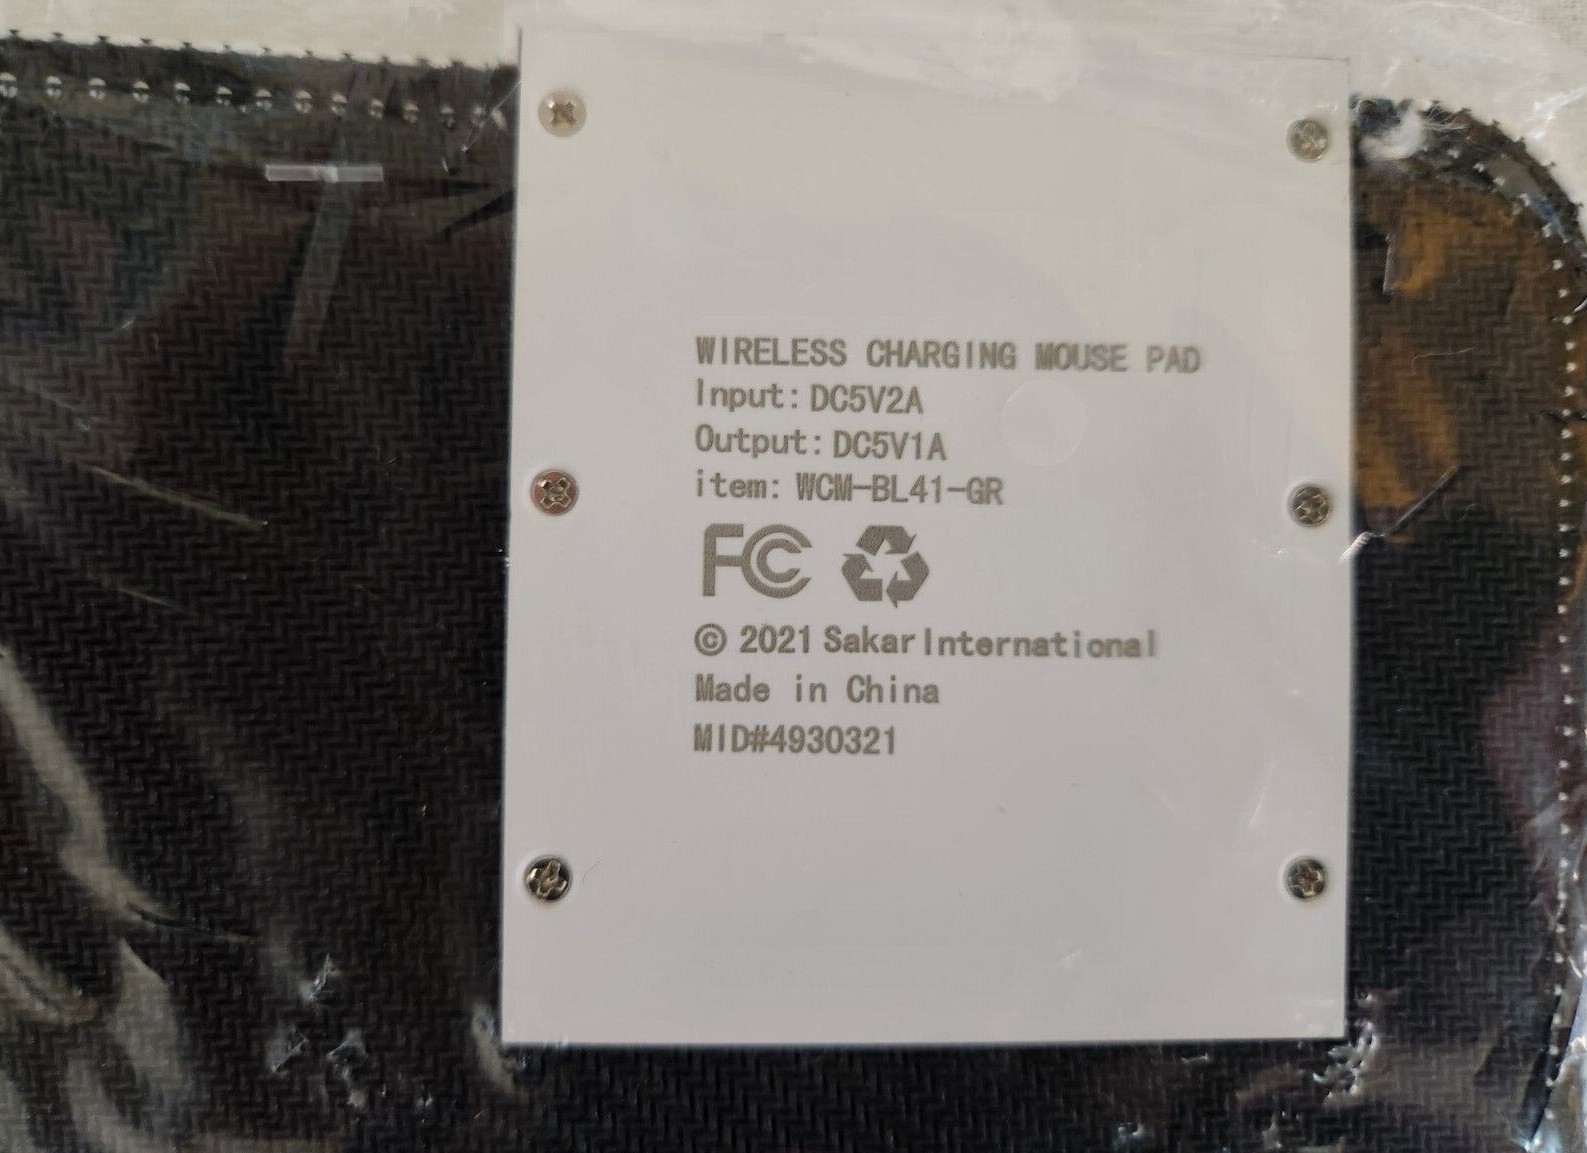 WIRELESS CHARGING MOUSE PAD
Input: DC5V2A
Output: DC5V1A
item: WCM-BL41-GR
FC
© 2021 Sakar International
Made in China
MID#4930321